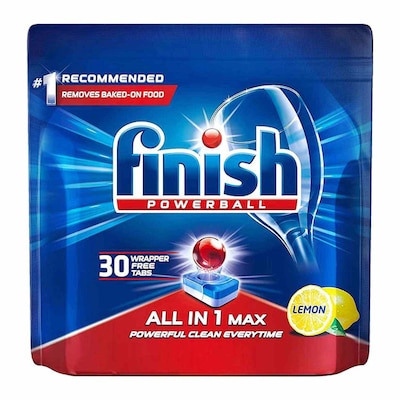 #1 RECOMMENDED
REMOVES BAKED-ON FOOD
finish
POWERBALL
30 WRAPPER
FREE
TABS
ALL IN 1 MAX
POWERFUL CLEAN EVERYTIME
LEMON